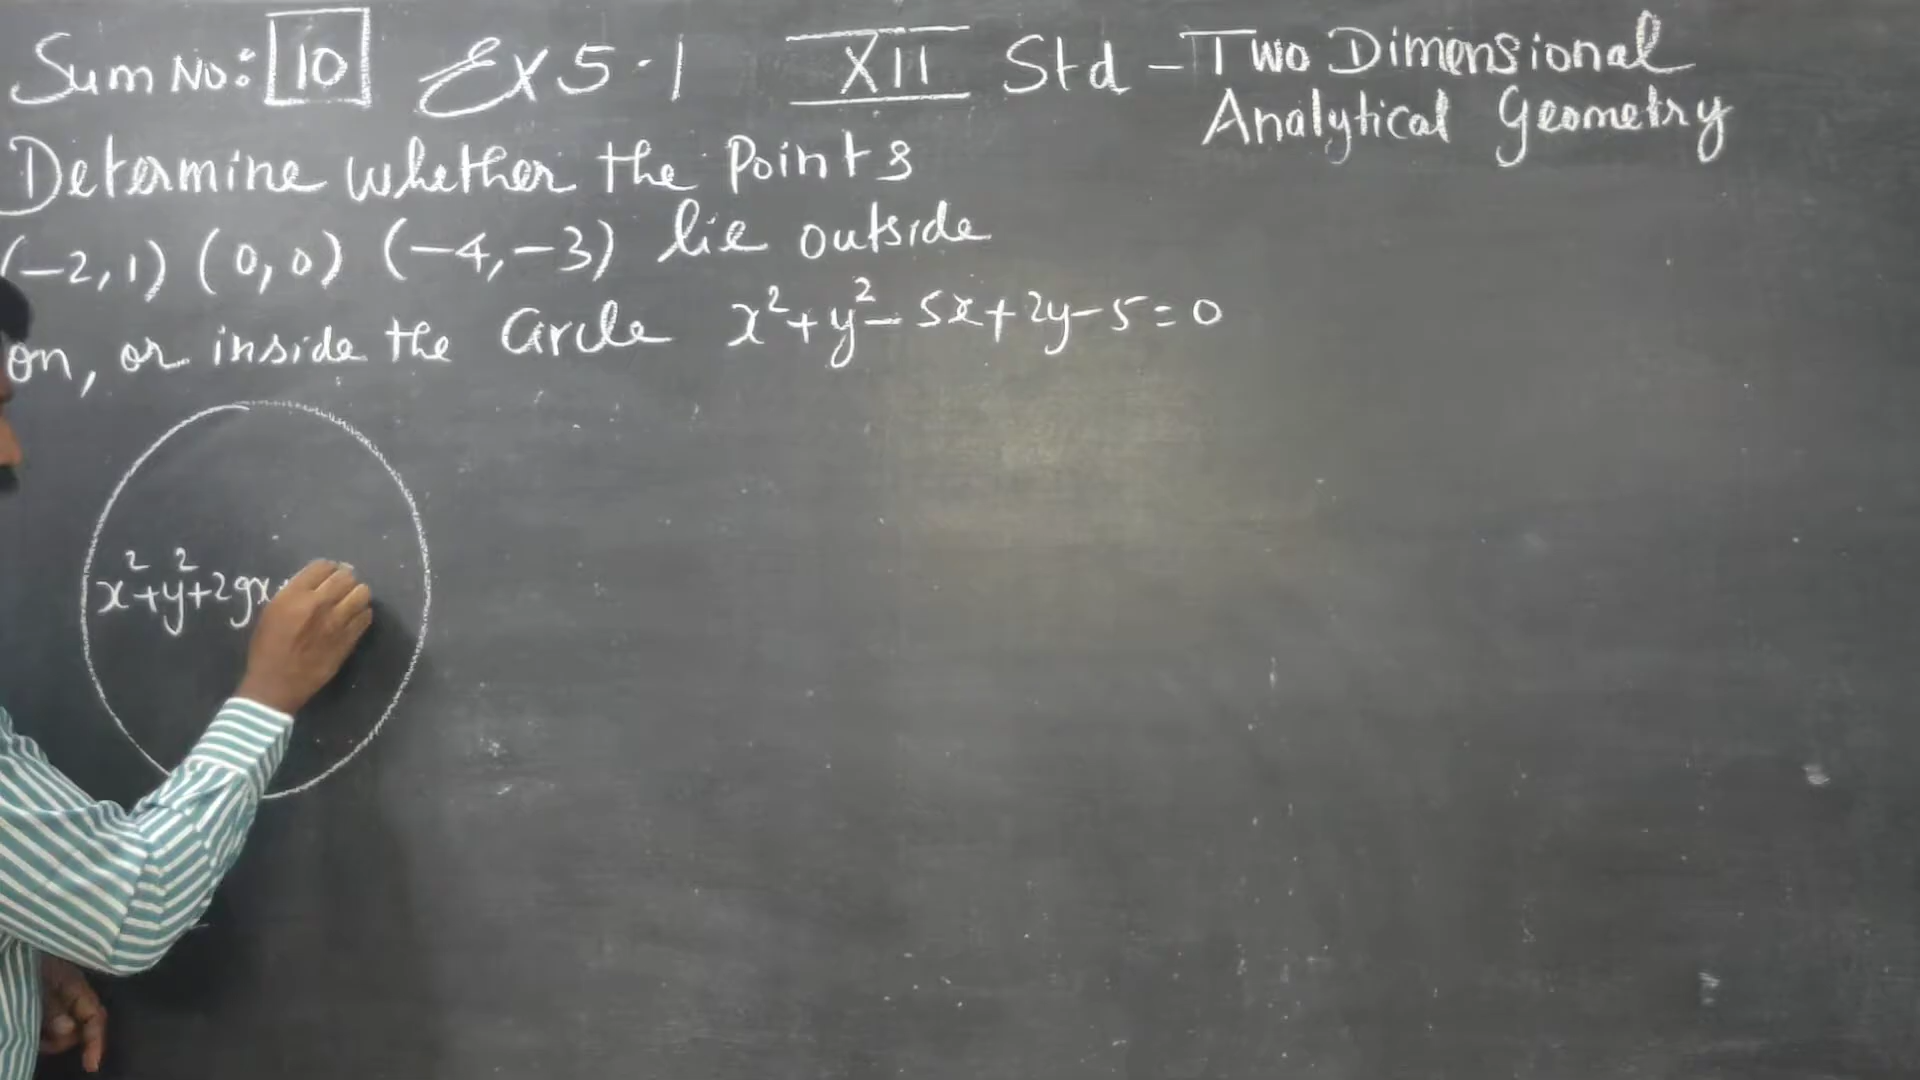 Sum No: 10 Ex 5.1 XII Std - Two Dimensional
Analytical Geometry
Determine whether the points
(-2,1) (0,0) (-4,-3) lie outside
on, or inside the circle x²+y²-5x+2y-5=0
x²+y²+2gx+